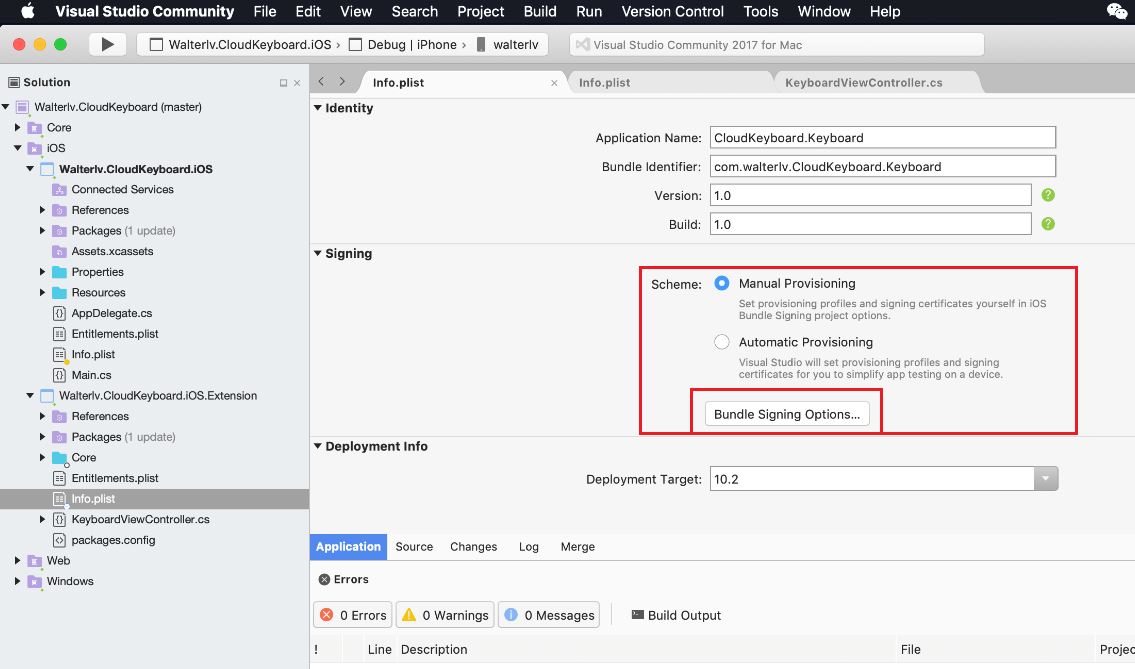 Visual Studio Community File Edit View Search Project Build Run Version Control Tools Window Help
Walterlv.CloudKeyboard.iOS › Debug | iPhone › walterlv
Visual Studio Community 2017 for Mac
Solution
Walterlv.CloudKeyboard (master)
Core
iOS
Walterlv.CloudKeyboard.iOS
Connected Services
References
Packages (1 update)
Assets.xcassets
Properties
Resources
AppDelegate.cs
Entitlements.plist
Info.plist
Main.cs
Walterlv.CloudKeyboard.iOS.Extension
References
Packages (1 update)
Core
Entitlements.plist
Info.plist
KeyboardViewController.cs
packages.config
Web
Windows
Info.plist Info.plist KeyboardViewController.cs
Identity
Application Name: CloudKeyboard.Keyboard
Bundle Identifier: com.walterlv.CloudKeyboard.Keyboard
Version: 1.0
Build: 1.0
Signing
Scheme: Manual Provisioning
Set provisioning profiles and signing certificates yourself in iOS
Bundle Signing project options.
Automatic Provisioning
Visual Studio will set provisioning profiles and signing
certificates for you to simplify app testing on a device.
Bundle Signing Options...
Deployment Info
Deployment Target: 10.2
Application Source Changes Log Merge
Errors
0 Errors 0 Warnings 0 Messages Build Output
! Line Description File Projec